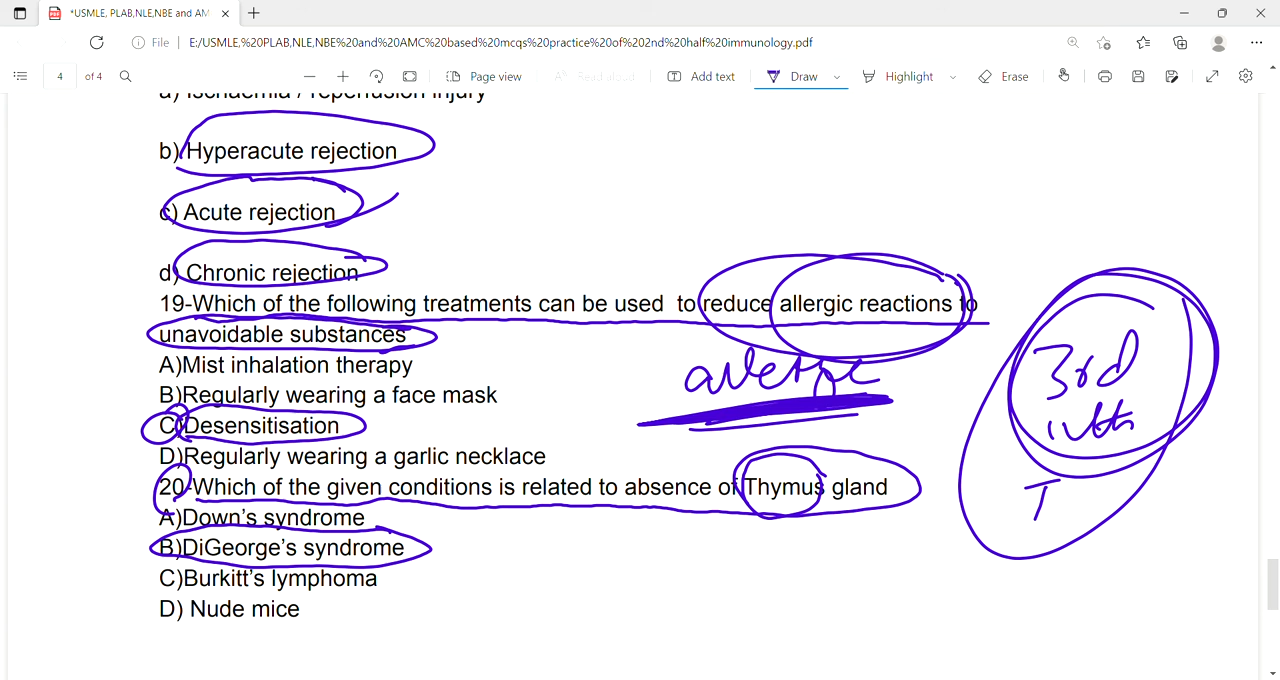 *USMLE, PLAB,NLE,NBE and AM
File
E:/USMLE,%20PLAB,NLE,NBE%20and%20AMC%20based%20mcqs%20practice%20of%202nd%20half%20immunology.pdf
4 of 4
Page view
Read aloud
Add text
Draw
Highlight
Erase
a) Ischaemia / reperfusion injury
b) Hyperacute rejection
c) Acute rejection
d) Chronic rejection
19-Which of the following treatments can be used to reduce allergic reactions to
unavoidable substances
A)Mist inhalation therapy
B)Regularly wearing a face mask
C)Desensitisation
D)Regularly wearing a garlic necklace
20-Which of the given conditions is related to absence of Thymus gland
A)Down's syndrome
B)DiGeorge's syndrome
C)Burkitt's lymphoma
D) Nude mice
3rd
T